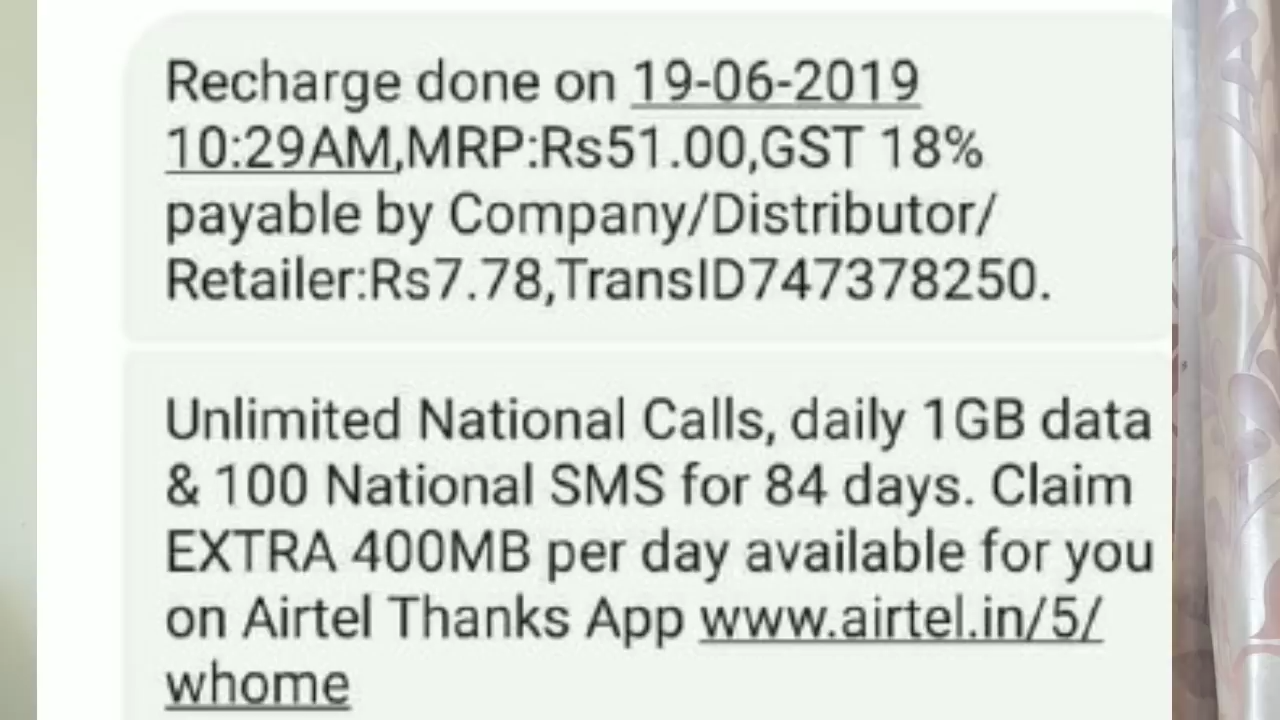 Recharge done on 19-06-2019
10:29AM,MRP:Rs51.00,GST 18%
payable by Company/Distributor/
Retailer:Rs7.78,TransID747378250.
Unlimited National Calls, daily 1GB data
& 100 National SMS for 84 days. Claim
EXTRA 400MB per day available for you
on Airtel Thanks App www.airtel.in/5/
whome